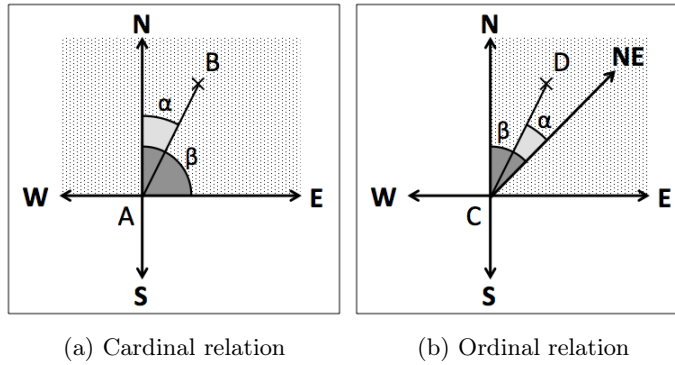 N
B
α
β
W
E
A
S
(a) Cardinal relation
N
D
NE
α
β
W
E
C
S
(b) Ordinal relation